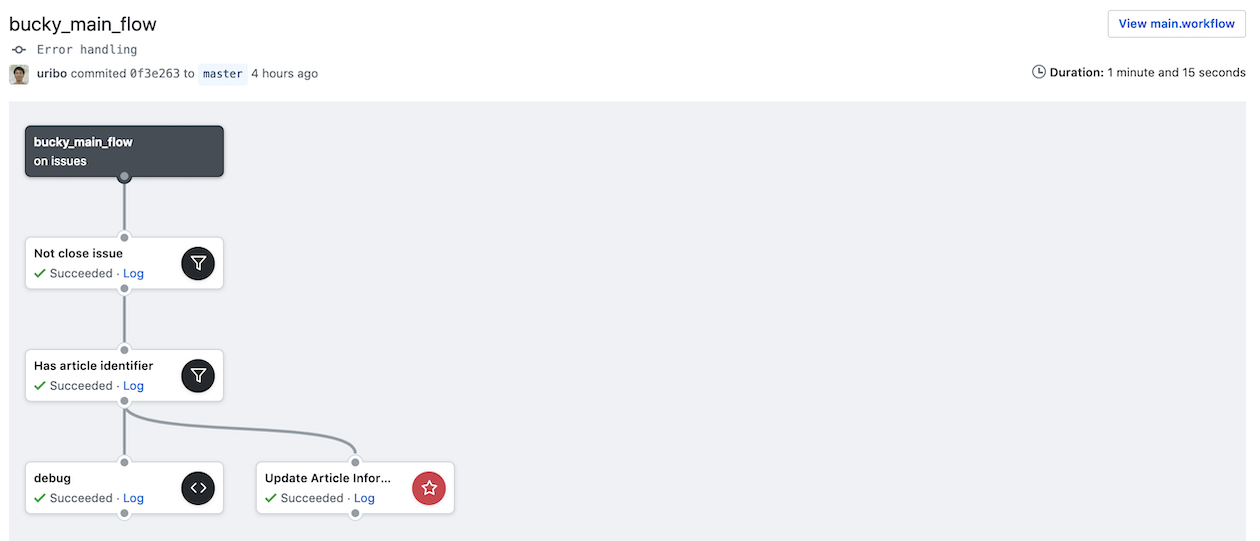 bucky_main_flow
View main.workflow
Error handling
uribo commited 0f3e263 to master 4 hours ago
Duration: 1 minute and 15 seconds
bucky_main_flow
on issues
Not close issue
Succeeded · Log
Has article identifier
Succeeded · Log
debug
Succeeded · Log
Update Article Infor...
Succeeded · Log